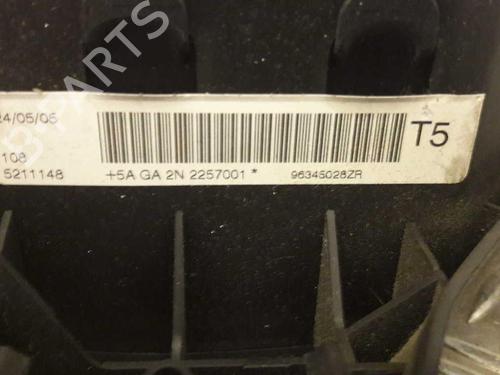 24/05/06
T5
108
5211148
+5A GA 2N 2257001 *
96345028ZR
B-PARTS